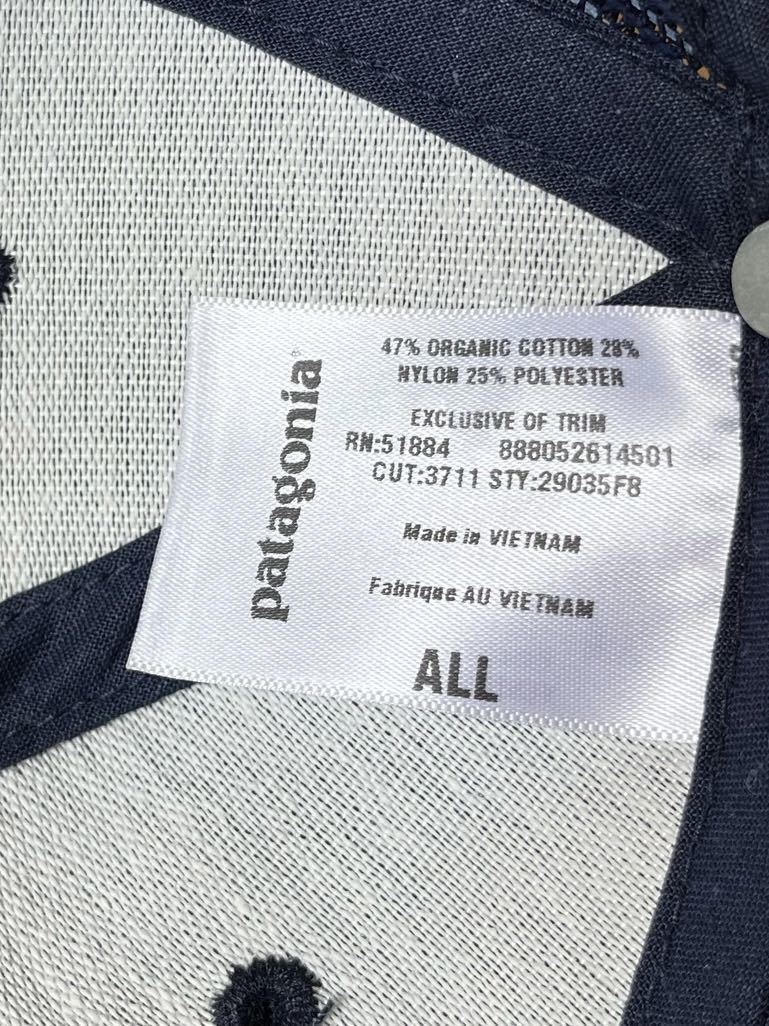 patagonia
47% ORGANIC COTTON 28%
NYLON 25% POLYESTER
EXCLUSIVE OF TRIM
RN:51884 888052614501
CUT:3711 STY:29035F8
Made in VIETNAM
Fabrique AU VIETNAM
ALL